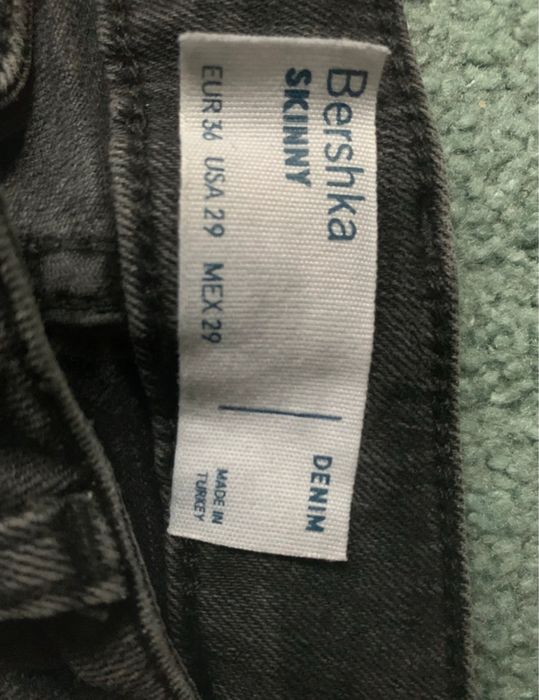 Bershka
SKINNY
EUR 36 USA 29 MEX 29
DENIM
MADE IN
TURKEY